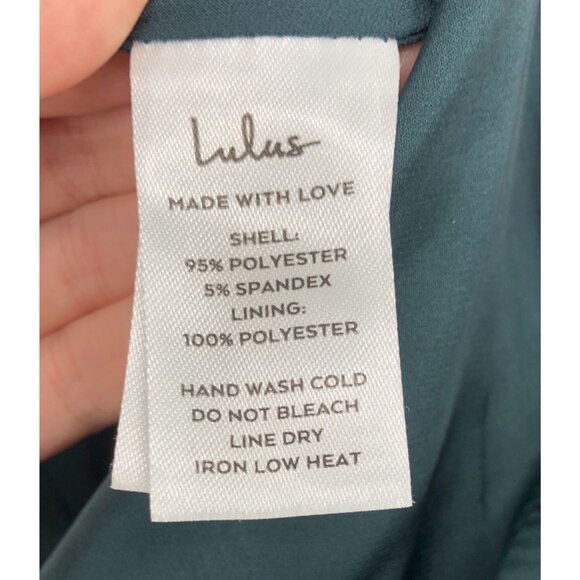 Lulus
MADE WITH LOVE
SHELL:
95% POLYESTER
5% SPANDEX
LINING:
100% POLYESTER
HAND WASH COLD
DO NOT BLEACH
LINE DRY
IRON LOW HEAT